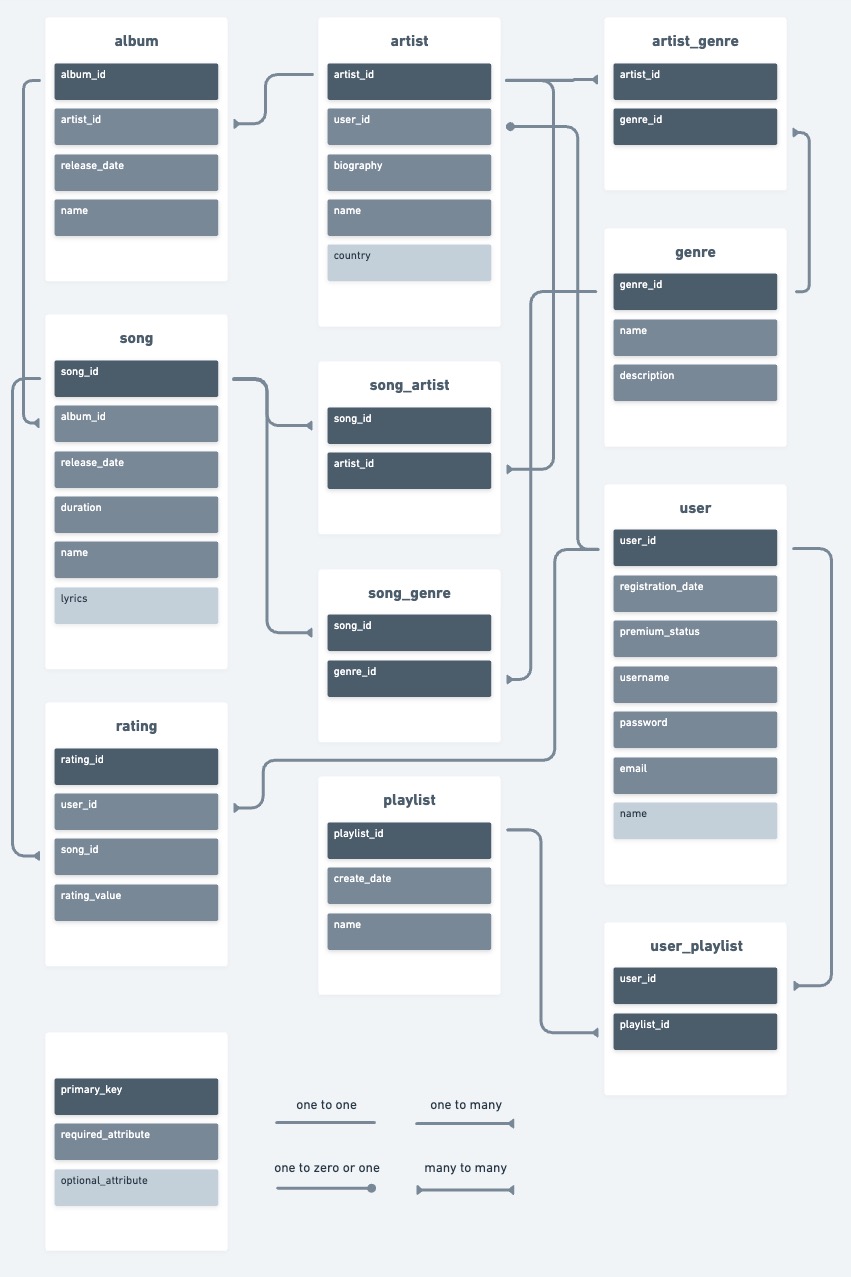 album
album_id
artist_id
release_date
name
artist
artist_id
user_id
biography
name
country
artist_genre
artist_id
genre_id
genre
genre_id
name
description
song
song_id
album_id
release_date
duration
name
lyrics
song_artist
song_id
artist_id
song_genre
song_id
genre_id
user
user_id
registration_date
premium_status
username
password
email
name
rating
rating_id
user_id
song_id
rating_value
playlist
playlist_id
create_date
name
user_playlist
user_id
playlist_id
primary_key
required_attribute
optional_attribute
one to one
one to many
one to zero or one
many to many